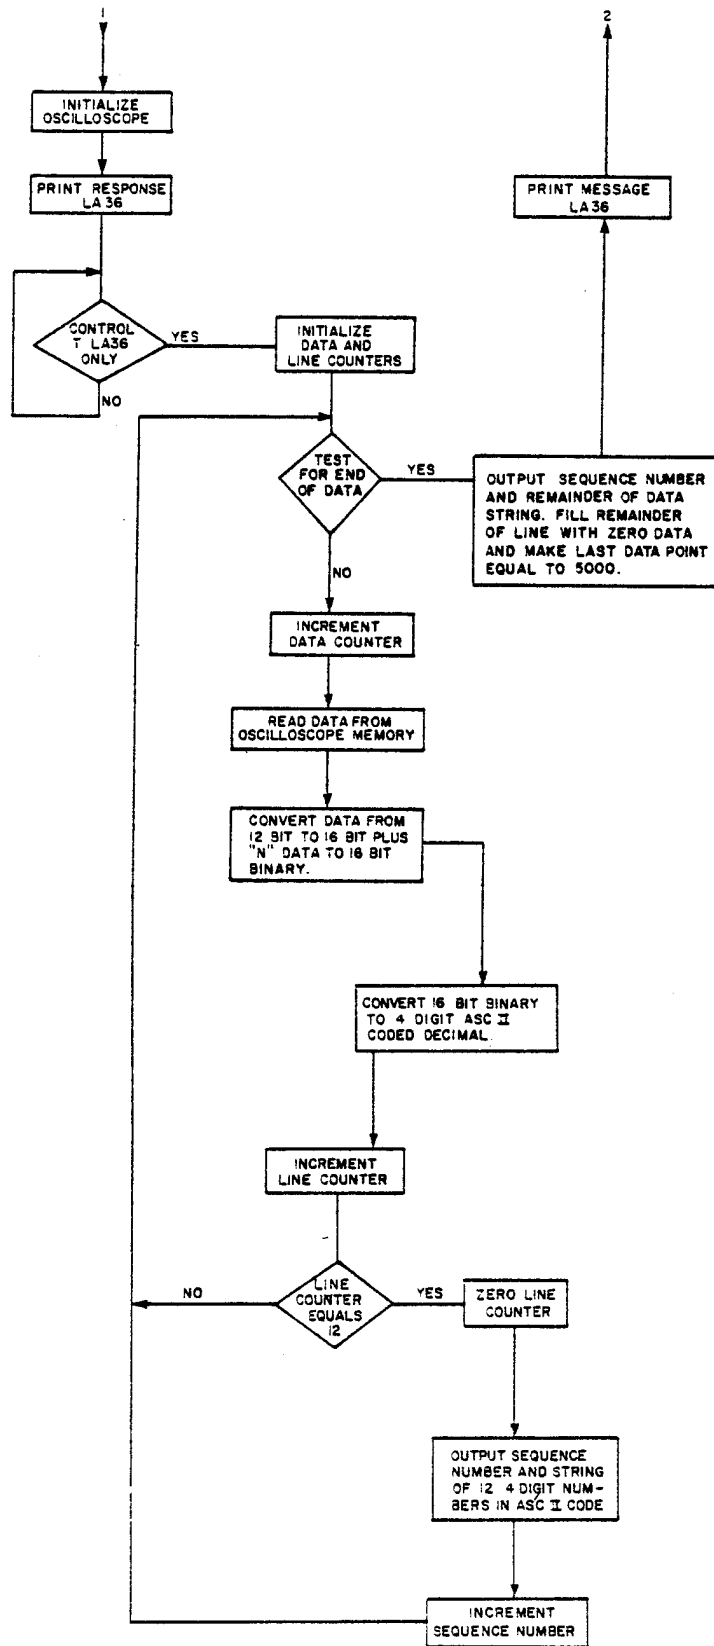 1
INITIALIZE
OSCILLOSCOPE
PRINT RESPONSE
LA 36
CONTROL
T LA36
ONLY
YES
NO
INITIALIZE
DATA AND
LINE COUNTERS
TEST
FOR END
OF DATA
YES
NO
OUTPUT SEQUENCE NUMBER
AND REMAINDER OF DATA
STRING. FILL REMAINDER
OF LINE WITH ZERO DATA
AND MAKE LAST DATA POINT
EQUAL TO 5000.
PRINT MESSAGE
LA36
2
INCREMENT
DATA COUNTER
READ DATA FROM
OSCILLOSCOPE MEMORY
CONVERT DATA FROM
12 BIT TO 16 BIT PLUS
"N" DATA TO 16 BIT
BINARY.
CONVERT 16 BIT BINARY
TO 4 DIGIT ASC II
CODED DECIMAL.
INCREMENT
LINE COUNTER
LINE
COUNTER
EQUALS
12
NO
YES
ZERO LINE
COUNTER
OUTPUT SEQUENCE
NUMBER AND STRING
OF 12 4 DIGIT NUM-
BERS IN ASC II CODE
INCREMENT
SEQUENCE NUMBER